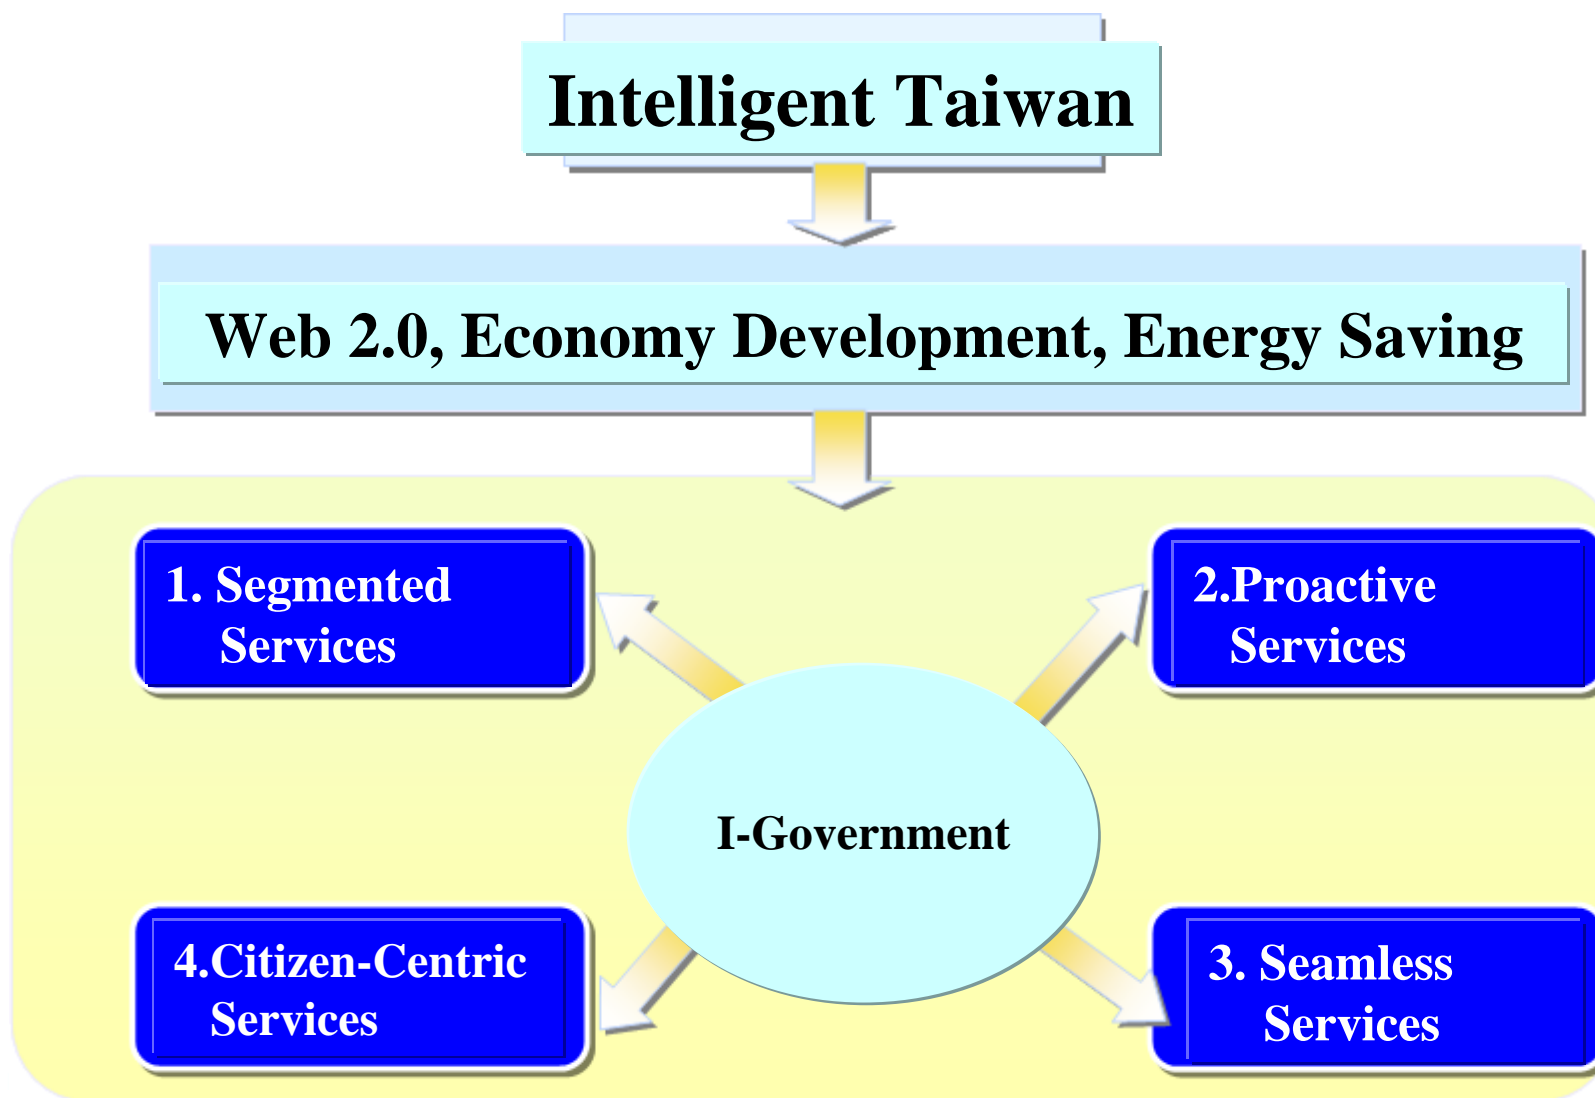 Intelligent Taiwan
Web 2.0, Economy Development, Energy Saving
1. Segmented
Services
2.Proactive
Services
I-Government
4.Citizen-Centric
Services
3. Seamless
Services